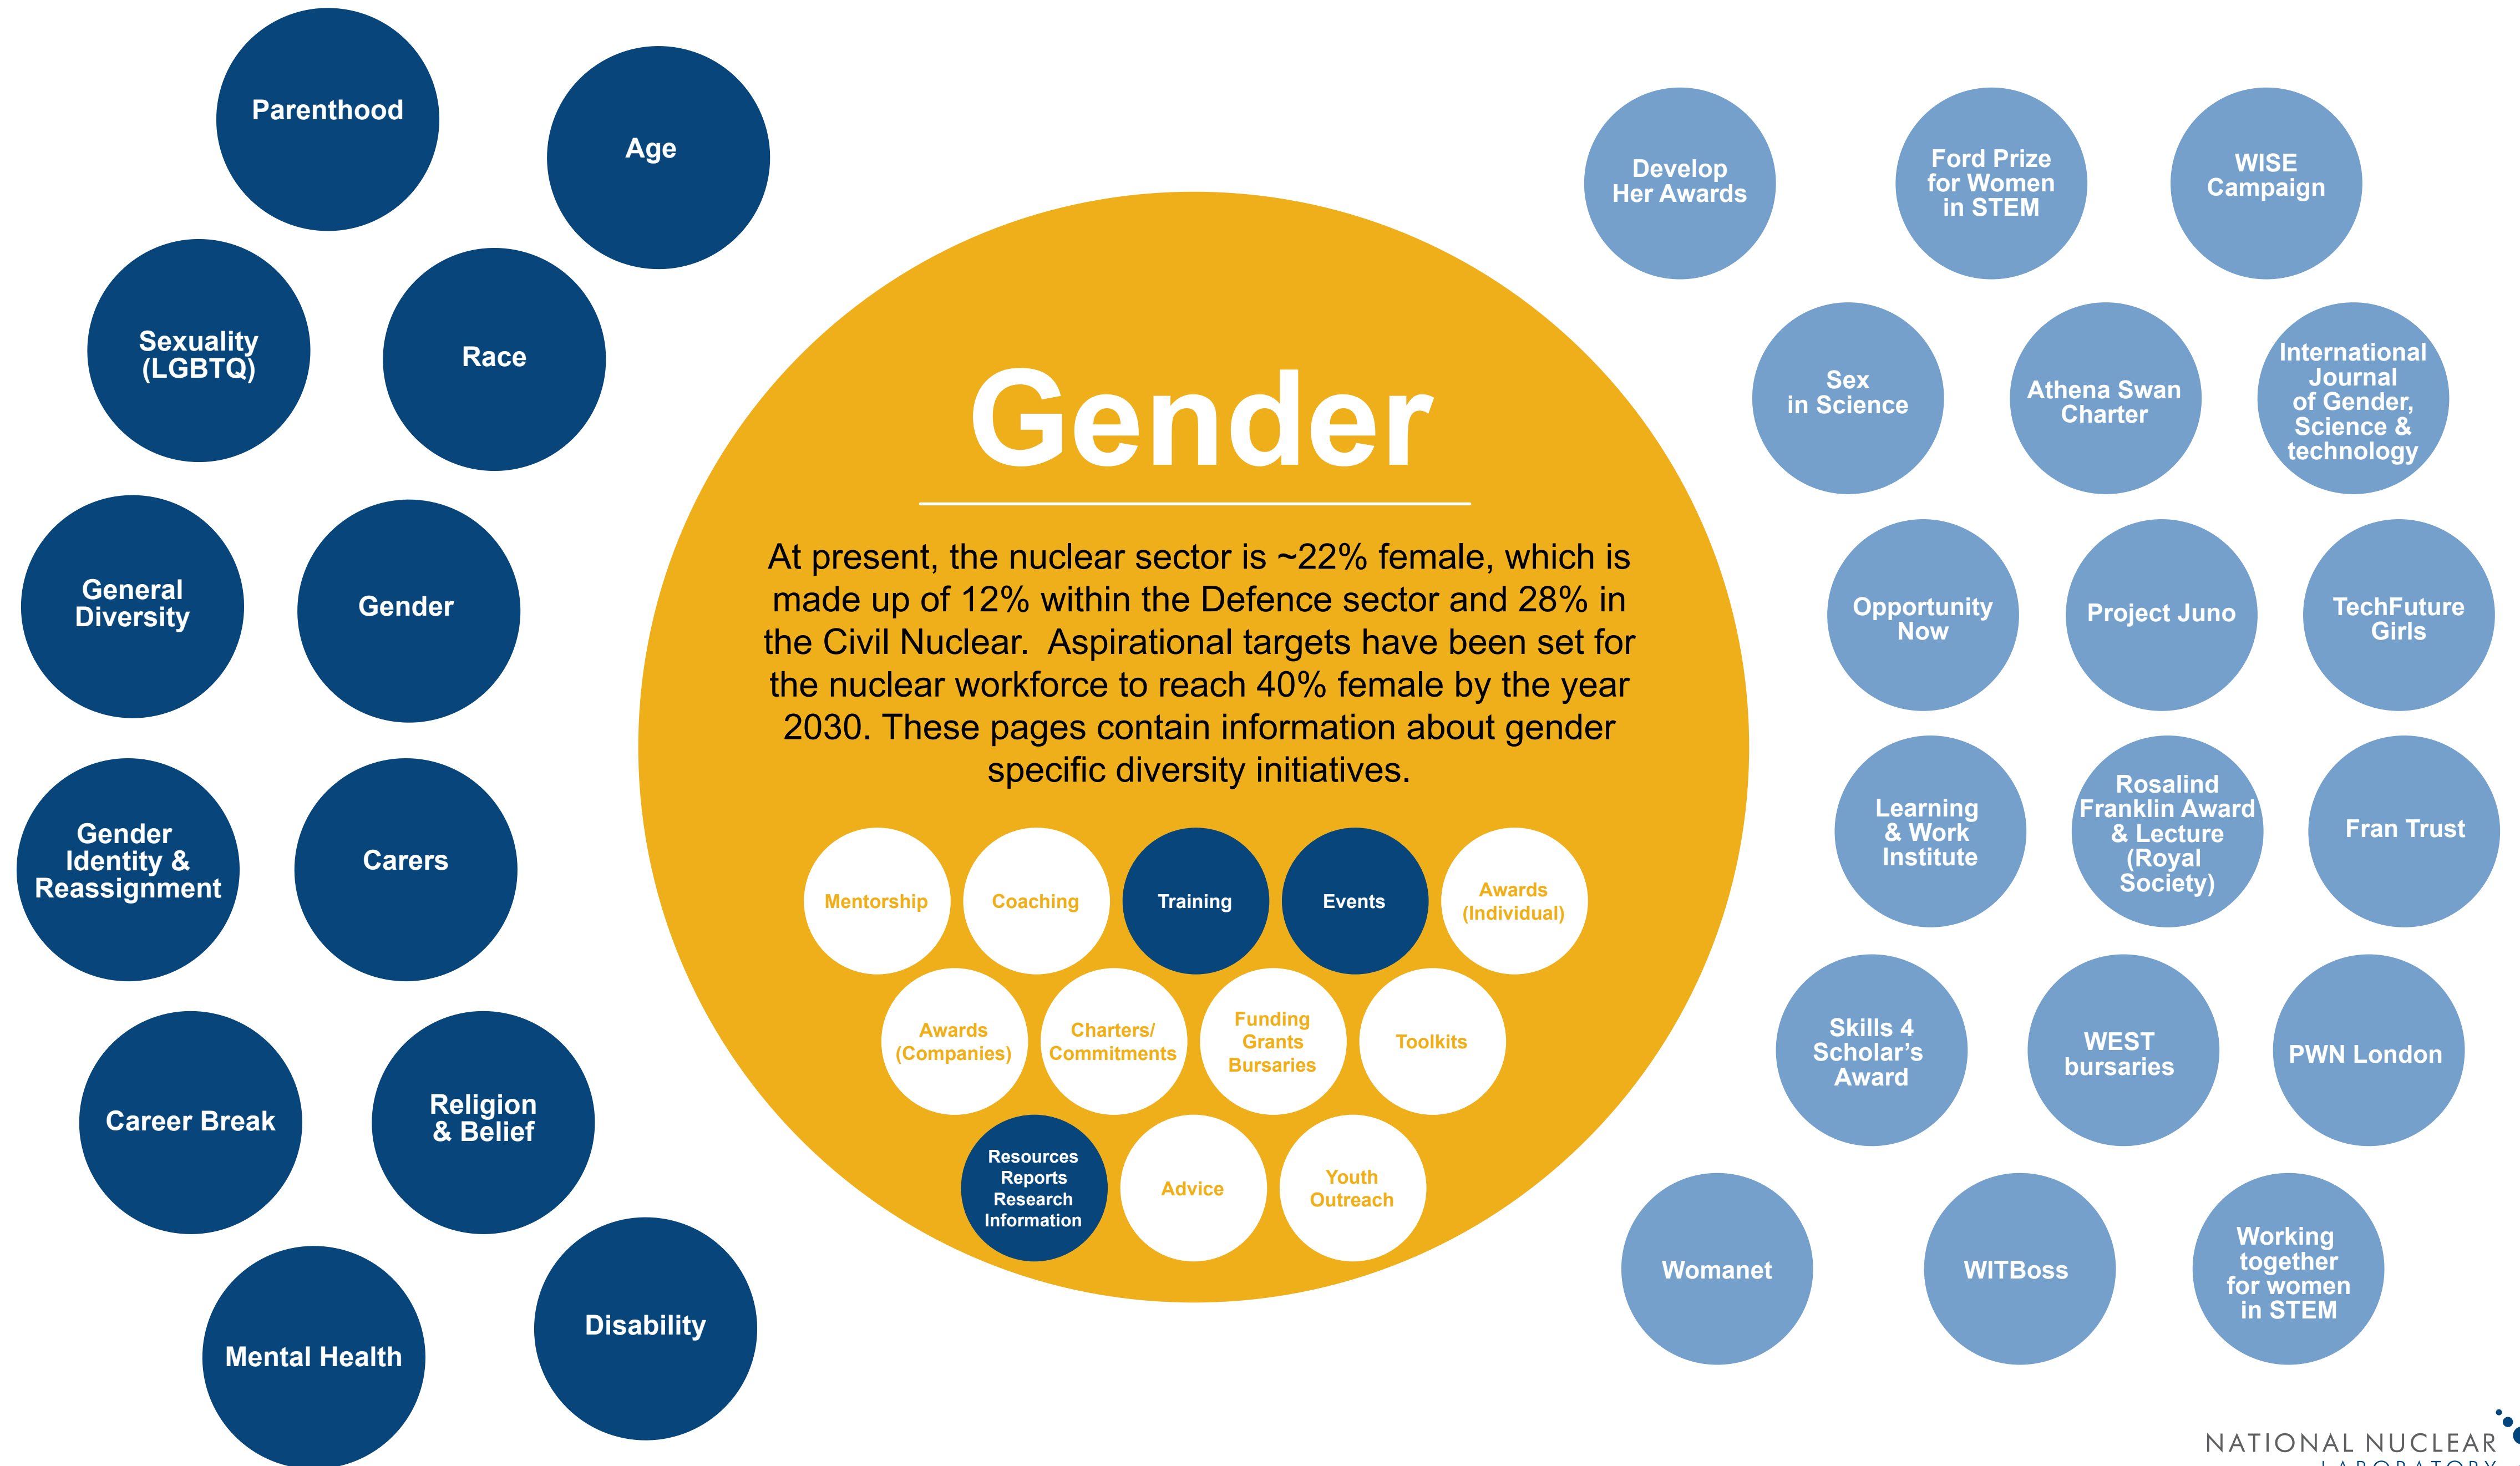 Parenthood
Age
Sexuality
(LGBTQ)
Race
General
Diversity
Gender
Gender
Identity &
Reassignment
Carers
Career Break
Religion
& Belief
Mental Health
Disability
Gender
At present, the nuclear sector is ~22% female, which is
made up of 12% within the Defence sector and 28% in
the Civil Nuclear.  Aspirational targets have been set for
the nuclear workforce to reach 40% female by the year
2030. These pages contain information about gender
specific diversity initiatives.
Mentorship
Coaching
Training
Events
Awards
(Individual)
Awards
(Companies)
Charters/
Commitments
Funding
Grants
Bursaries
Toolkits
Resources
Reports
Research
Information
Advice
Youth
Outreach
Develop
Her Awards
Ford Prize
for Women
in STEM
WISE
Campaign
Sex
in Science
Athena Swan
Charter
International
Journal
of Gender,
Science &
technology
Opportunity
Now
Project Juno
TechFuture
Girls
Learning
& Work
Institute
Rosalind
Franklin Award
& Lecture
(Royal
Society)
Fran Trust
Skills 4
Scholar’s
Award
WEST
bursaries
PWN London
Womanet
WITBoss
Working
together
for women
in STEM
NATIONAL NUCLEAR
LABORATORY